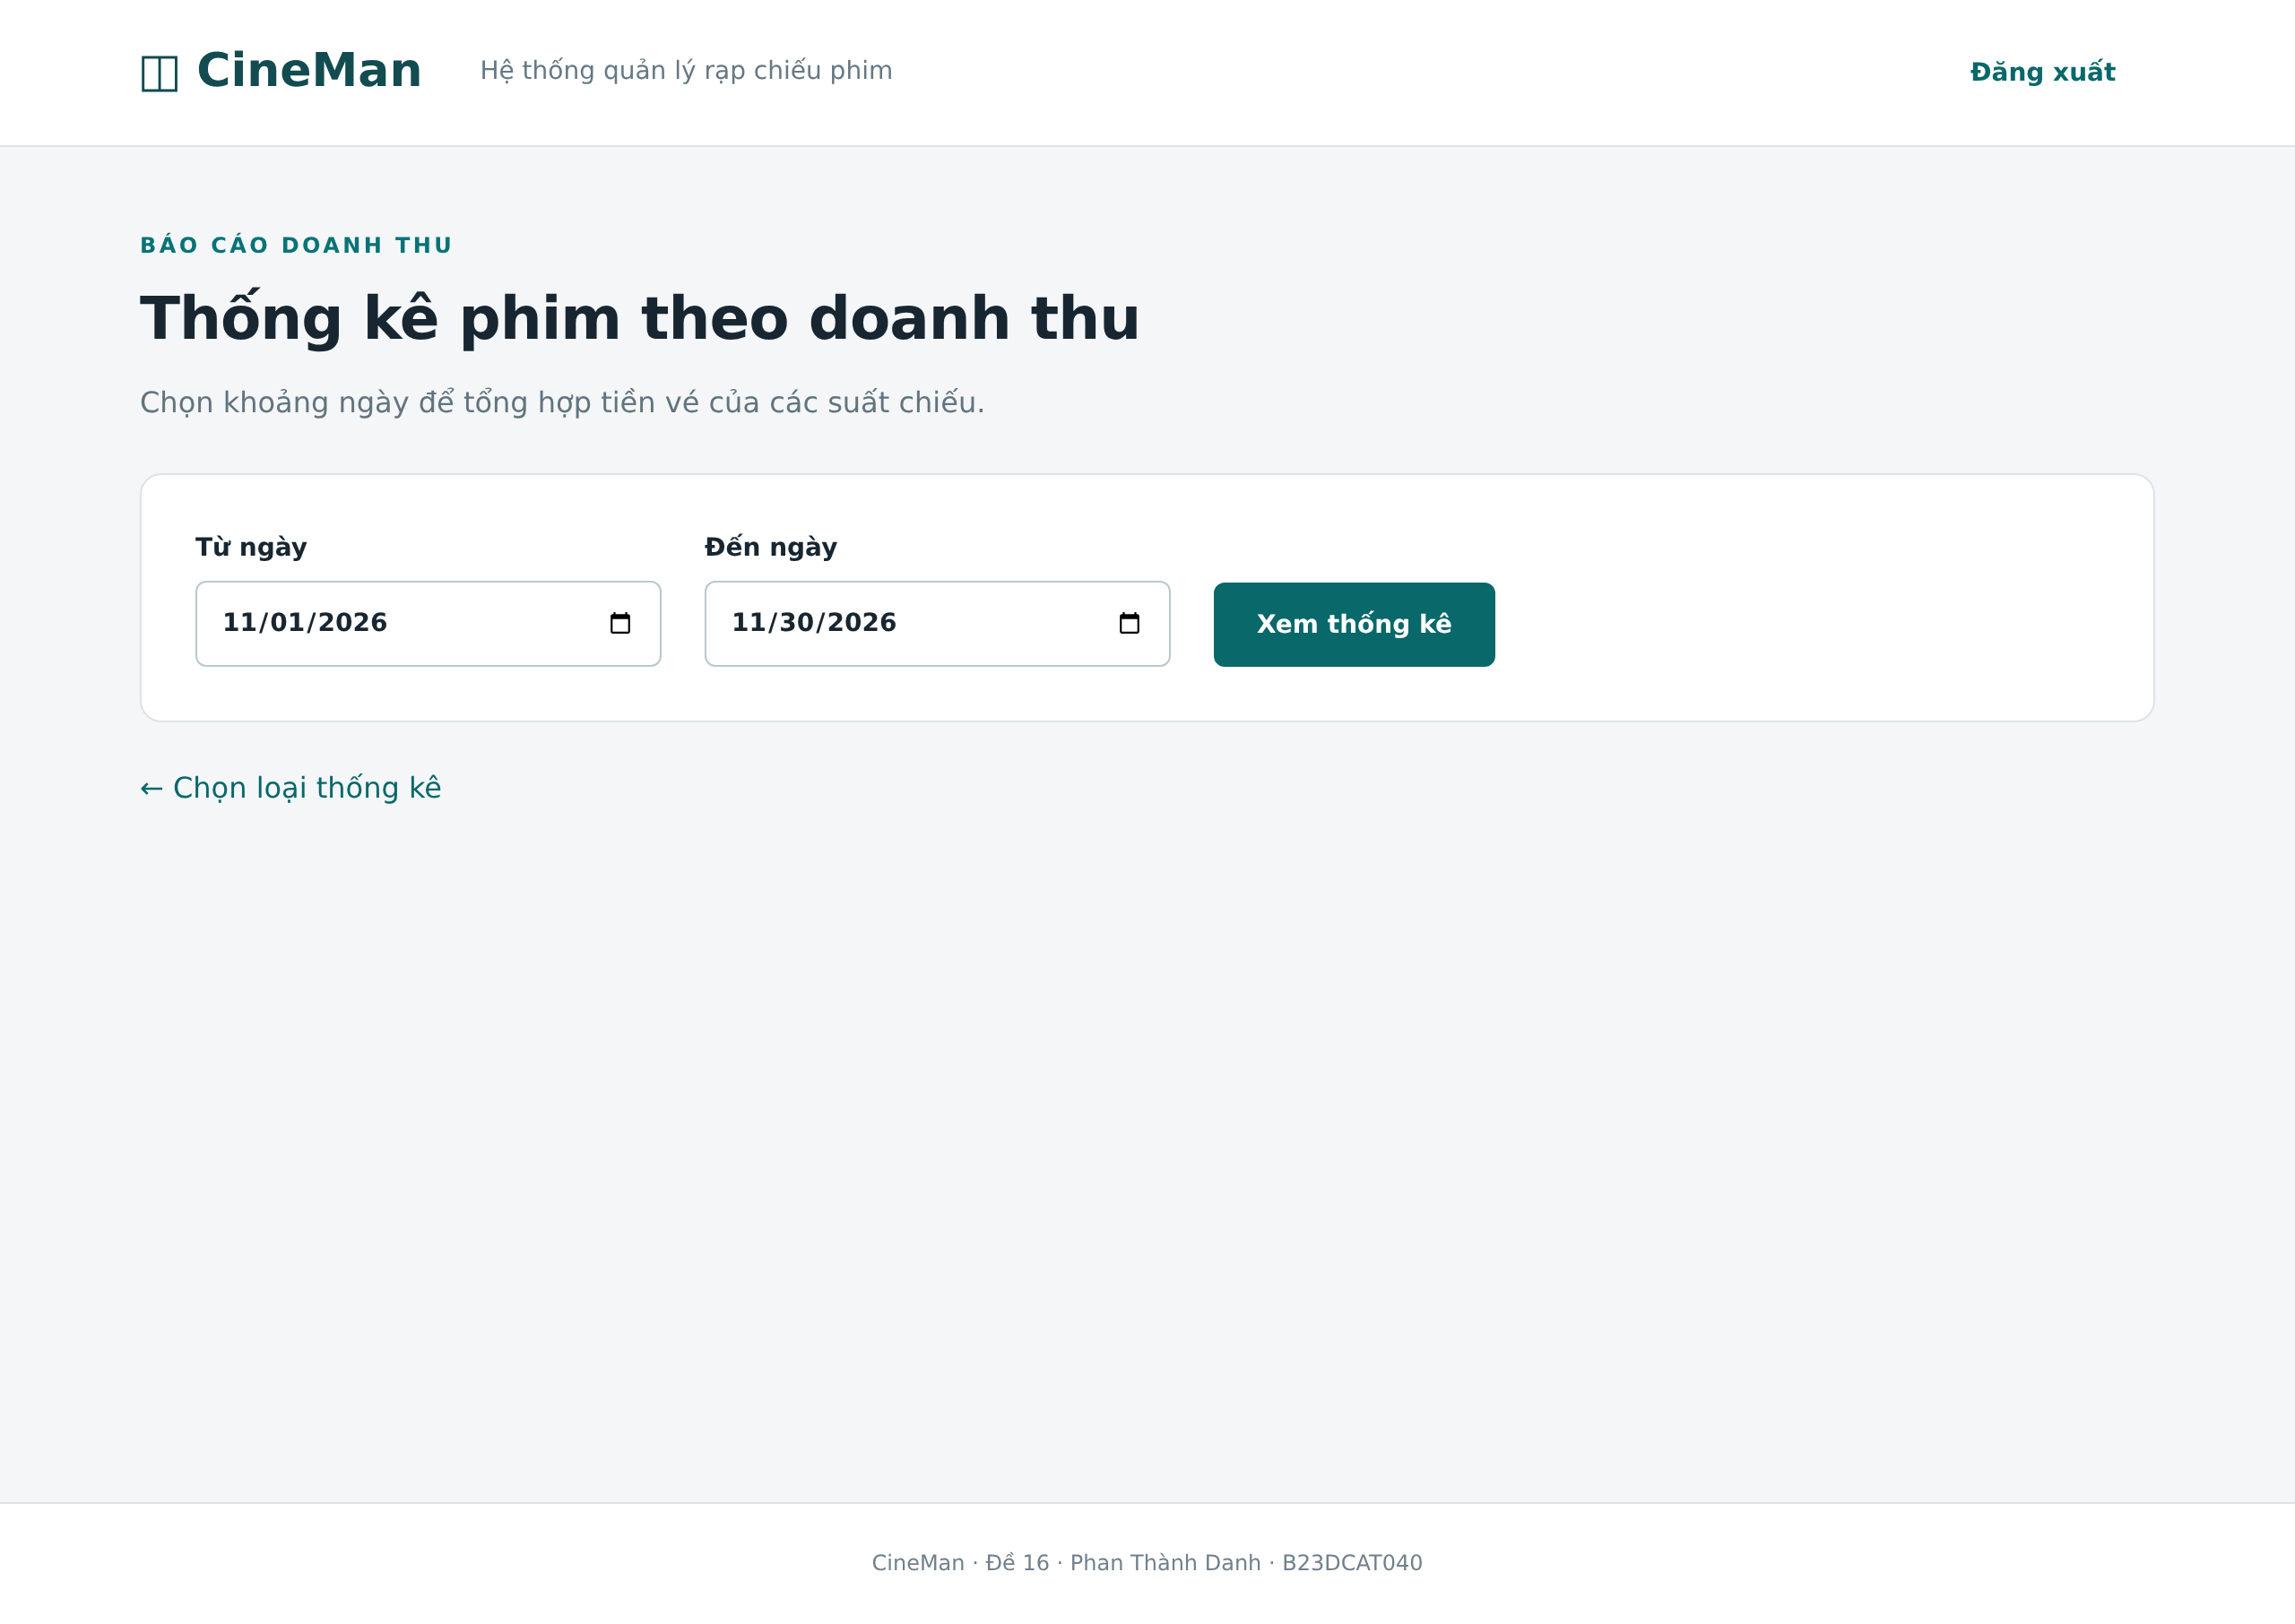 CineMan
Hệ thống quản lý rạp chiếu phim
Đăng xuất
BÁO CÁO DOANH THU
Thống kê phim theo doanh thu
Chọn khoảng ngày để tổng hợp tiền vé của các suất chiếu.
Từ ngày
Đến ngày
11/01/2026
11/30/2026
Xem thống kê
← Chọn loại thống kê
CineMan · Đề 16 · Phan Thành Danh · B23DCAT040